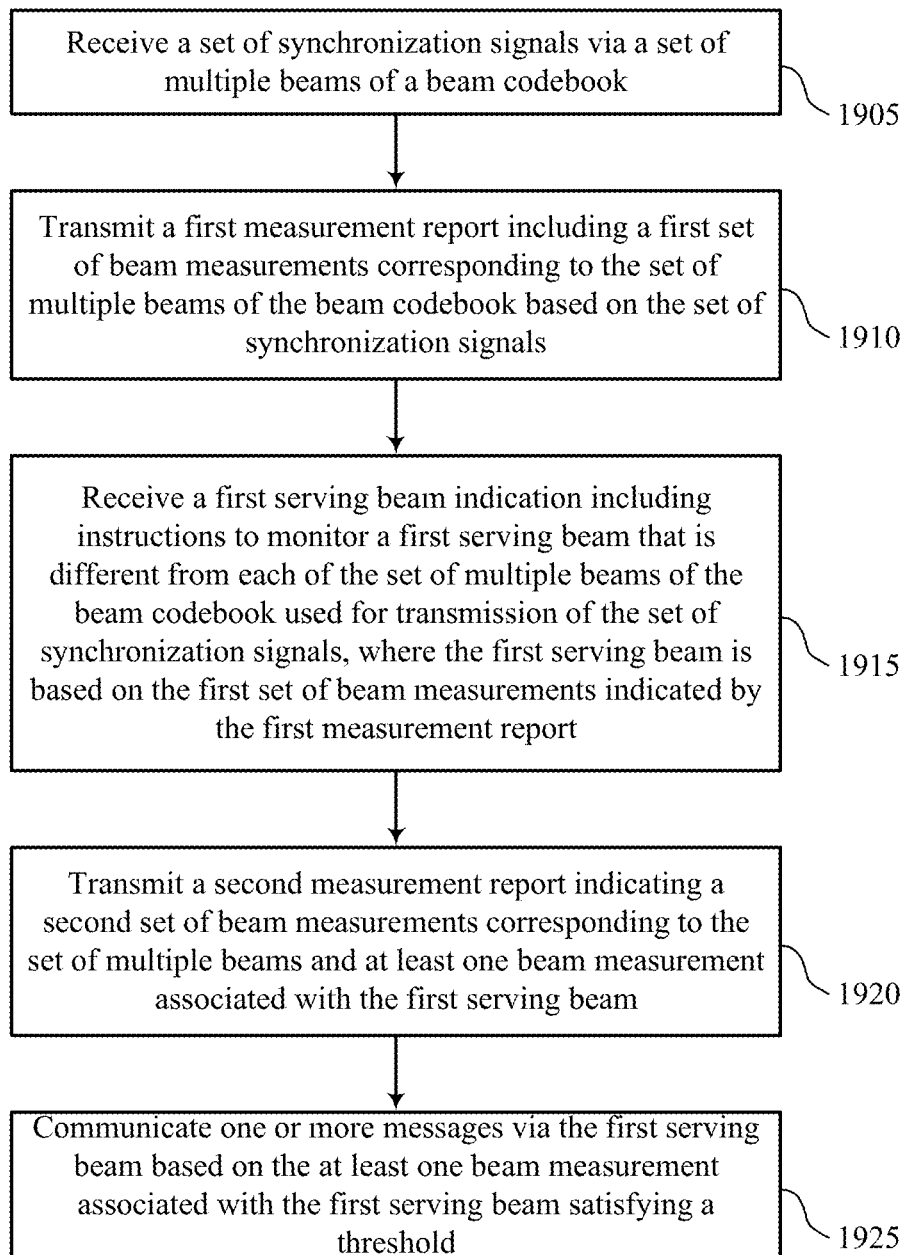 Receive a set of synchronization signals via a set of
multiple beams of a beam codebook
1905
Transmit a first measurement report including a first set
of beam measurements corresponding to the set of
multiple beams of the beam codebook based on the set of
synchronization signals
1910
Receive a first serving beam indication including
instructions to monitor a first serving beam that is
different from each of the set of multiple beams of the
beam codebook used for transmission of the set of
synchronization signals, where the first serving beam is
based on the first set of beam measurements indicated by
the first measurement report
1915
Transmit a second measurement report indicating a
second set of beam measurements corresponding to the
set of multiple beams and at least one beam measurement
associated with the first serving beam
1920
Communicate one or more messages via the first serving
beam based on the at least one beam measurement
associated with the first serving beam satisfying a
threshold
1925